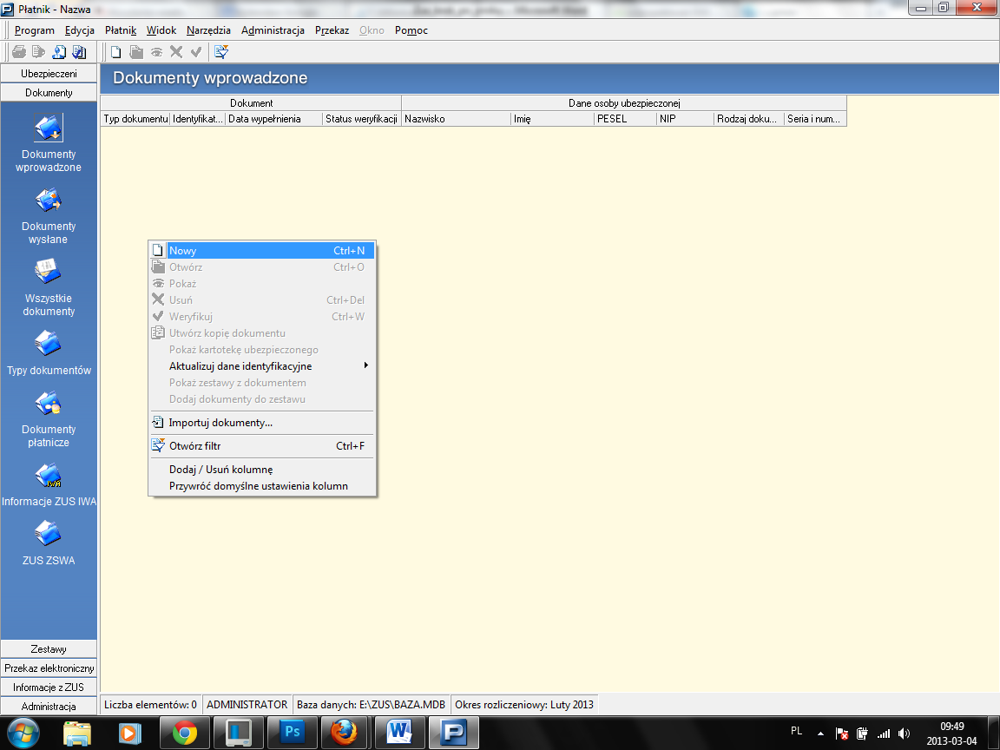 Płatnik - Nazwa
Program Edycja Płatnik Widok Narzędzia Administracja Przekaz Okno Pomoc
Ubezpieczeni
Dokumenty
Dokumenty wprowadzone
Dokument
Dane osoby ubezpieczonej
Typ dokumentu Identyfikat... Data wypełnienia Status weryfikacji Nazwisko Imię PESEL NIP Rodzaj doku... Seria i num...
Dokumenty
wprowadzone
Dokumenty
wysłane
Wszystkie
dokumenty
Typy dokumentów
Dokumenty
płatnicze
IWA
Informacje ZUS IWA
ZUS ZSWA
Nowy Ctrl+N
Otwórz Ctrl+O
Pokaż
Usuń Ctrl+Del
Weryfikuj Ctrl+W
Utwórz kopię dokumentu
Pokaż kartotekę ubezpieczonego
Aktualizuj dane identyfikacyjne
Pokaż zestawy z dokumentem
Dodaj dokumenty do zestawu
Importuj dokumenty...
Otwórz filtr Ctrl+F
Dodaj / Usuń kolumnę
Przywróć domyślne ustawienia kolumn
Zestawy
Przekaz elektroniczny
Informacje z ZUS
Administracja
Liczba elementów: 0 ADMINISTRATOR Baza danych: E:\ZUS\BAZA.MDB Okres rozliczeniowy: Luty 2013
Ps W P
PL
09:49
2013-03-04